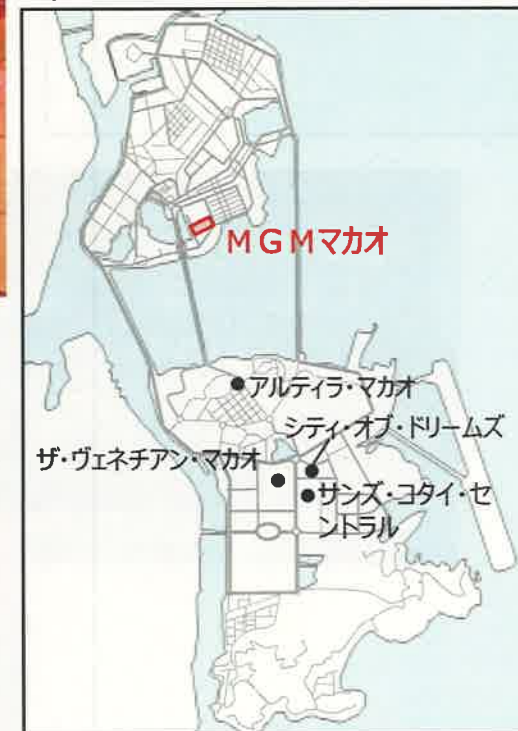 MGMマカオ
アルティラ・マカオ
シティ・オブ・ドリームズ
ザ・ヴェネチアン・マカオ
サンズ・コタイ・セ
ントラル